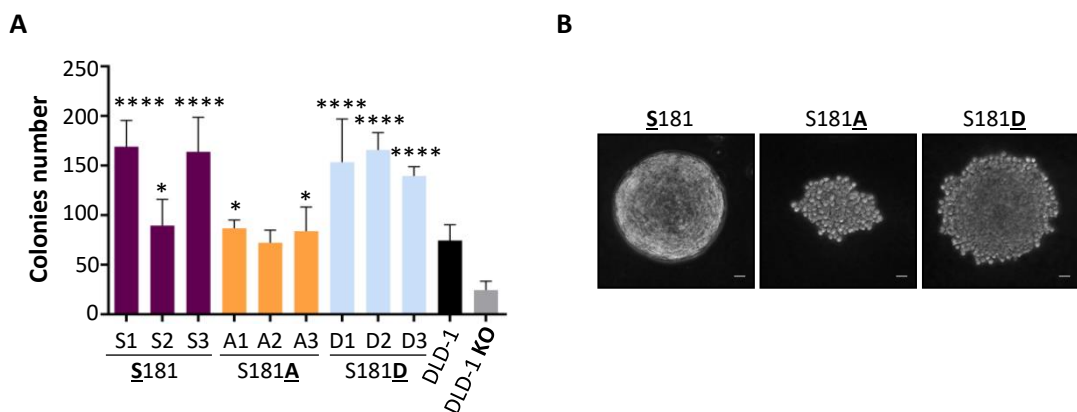 A
B
Colonies number
250
200
150
100
50
0
**** * **** * * **** **** ****
S1 S2 S3 A1 A2 A3 D1 D2 D3 DLD-1 DLD-1 KO
S181 S181A S181D
S181 S181A S181D